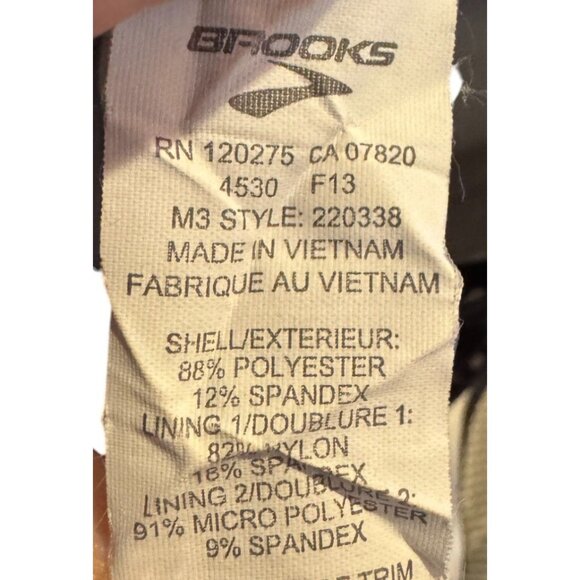 BROOKS
RN 120275 CA 07820
4530 F13
M3 STYLE: 220338
MADE IN VIETNAM
FABRIQUE AU VIETNAM
SHELL/EXTERIEUR:
88% POLYESTER
12% SPANDEX
LINING 1/DOUBLURE 1:
82% NYLON
18% SPANDEX
LINING 2/DOUBLURE 2:
91% MICRO POLYESTER
9% SPANDEX
TRIM